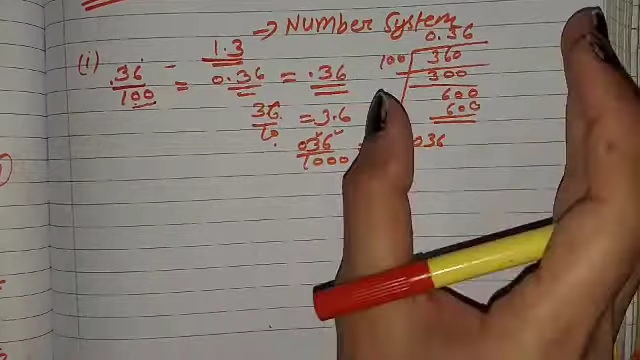 → Number System
1.3
(i) .36/100 = 0.36 = .36
36/10 = 3.6
036/1000 .036
0.36
100 360
300
600
600